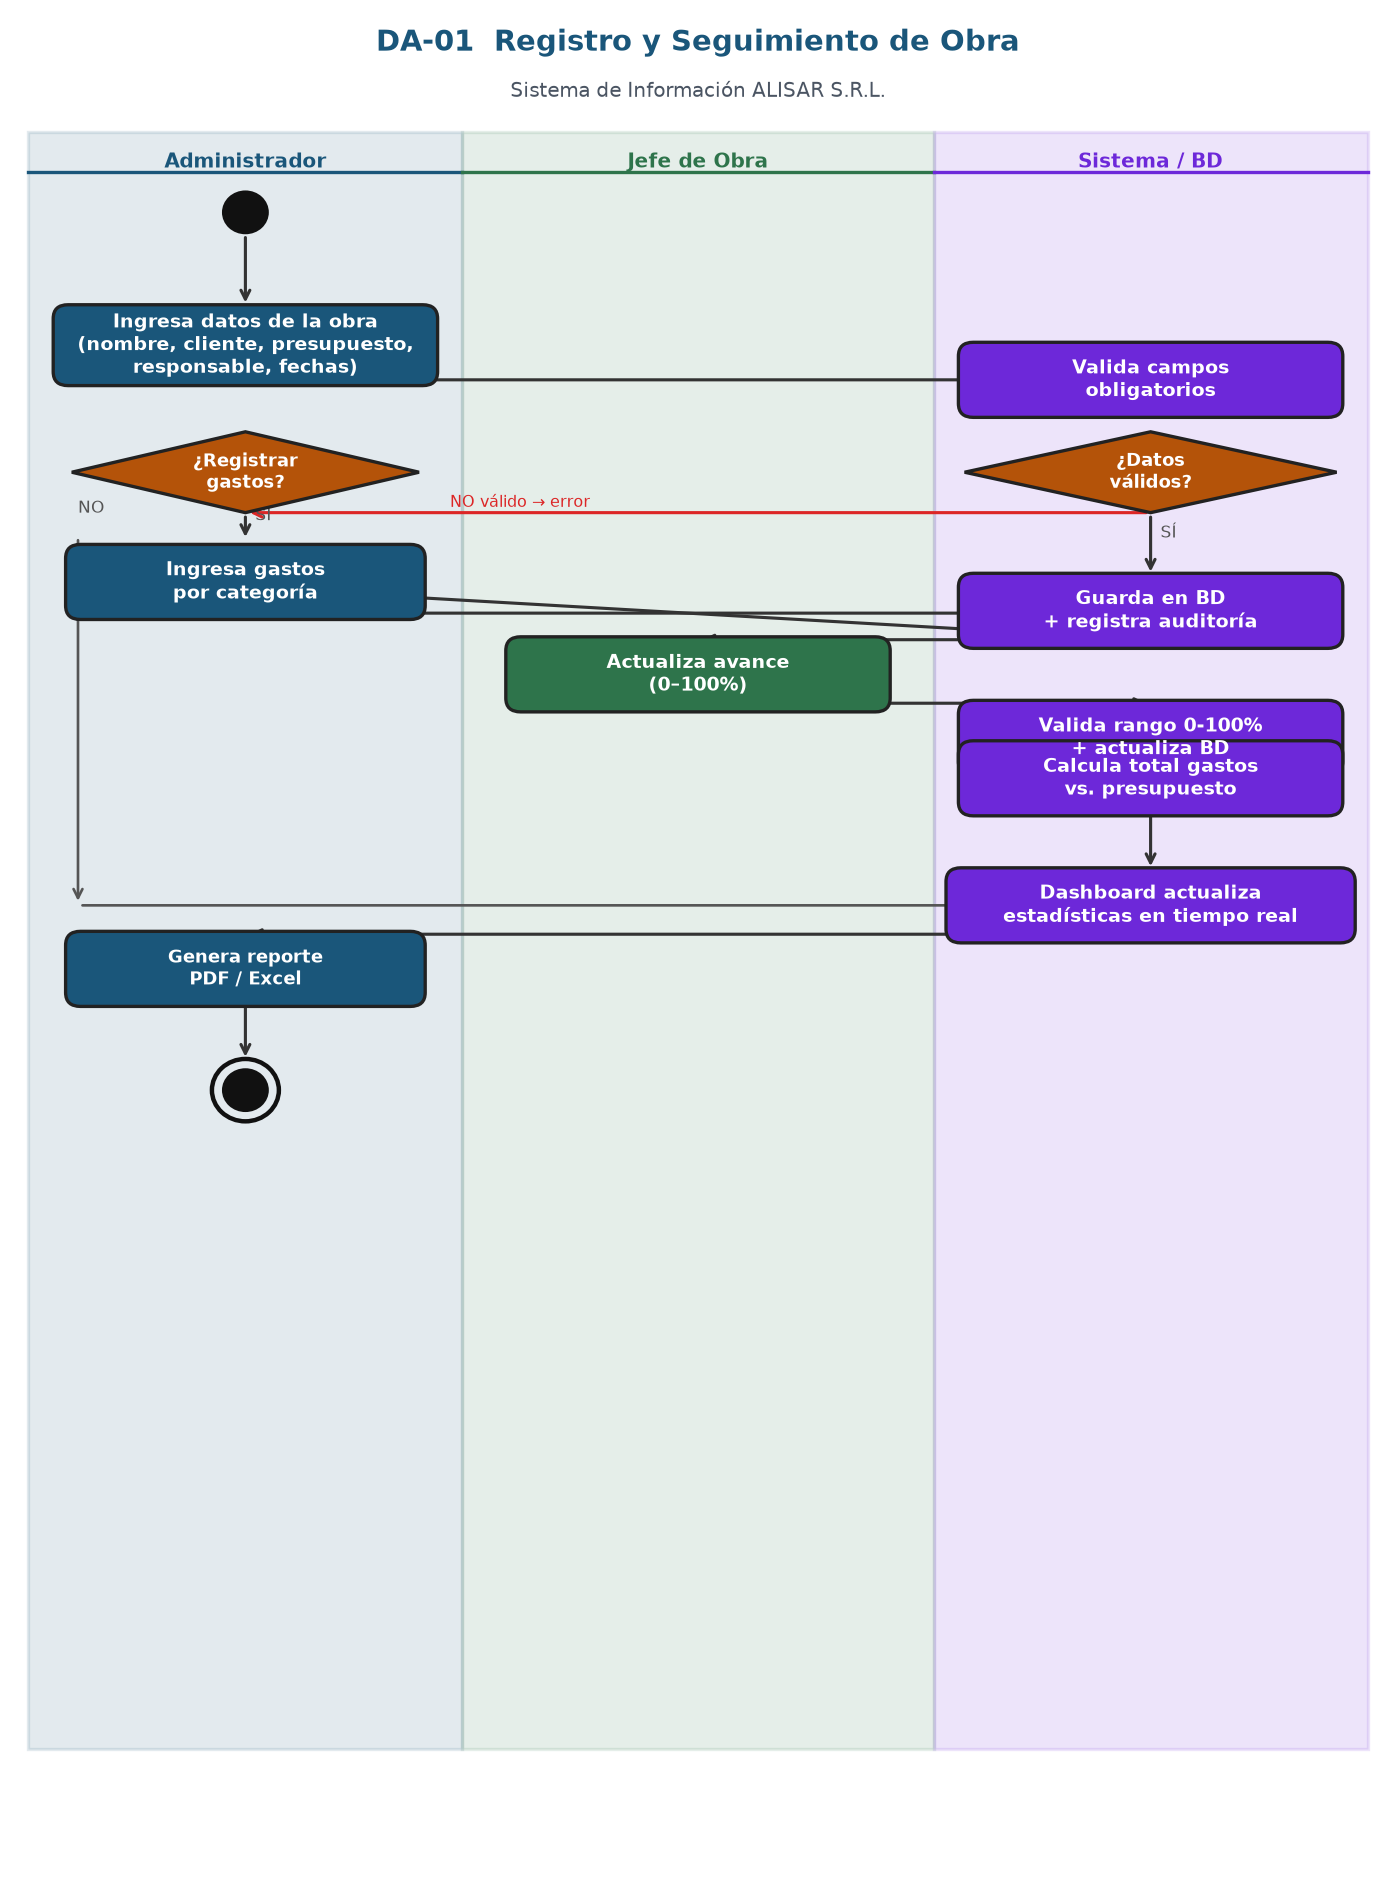 DA-01  Registro y Seguimiento de Obra
Sistema de Información ALISAR S.R.L.
Administrador
Jefe de Obra
Sistema / BD
Ingresa datos de la obra
(nombre, cliente, presupuesto,
responsable, fechas)
Valida campos
obligatorios
¿Registrar
gastos?
¿Datos
válidos?
NO
SÍ
NO válido → error
SÍ
Ingresa gastos
por categoría
Guarda en BD
+ registra auditoría
Actualiza avance
(0–100%)
Valida rango 0-100%
+ actualiza BD
Calcula total gastos
vs. presupuesto
Dashboard actualiza
estadísticas en tiempo real
Genera reporte
PDF / Excel